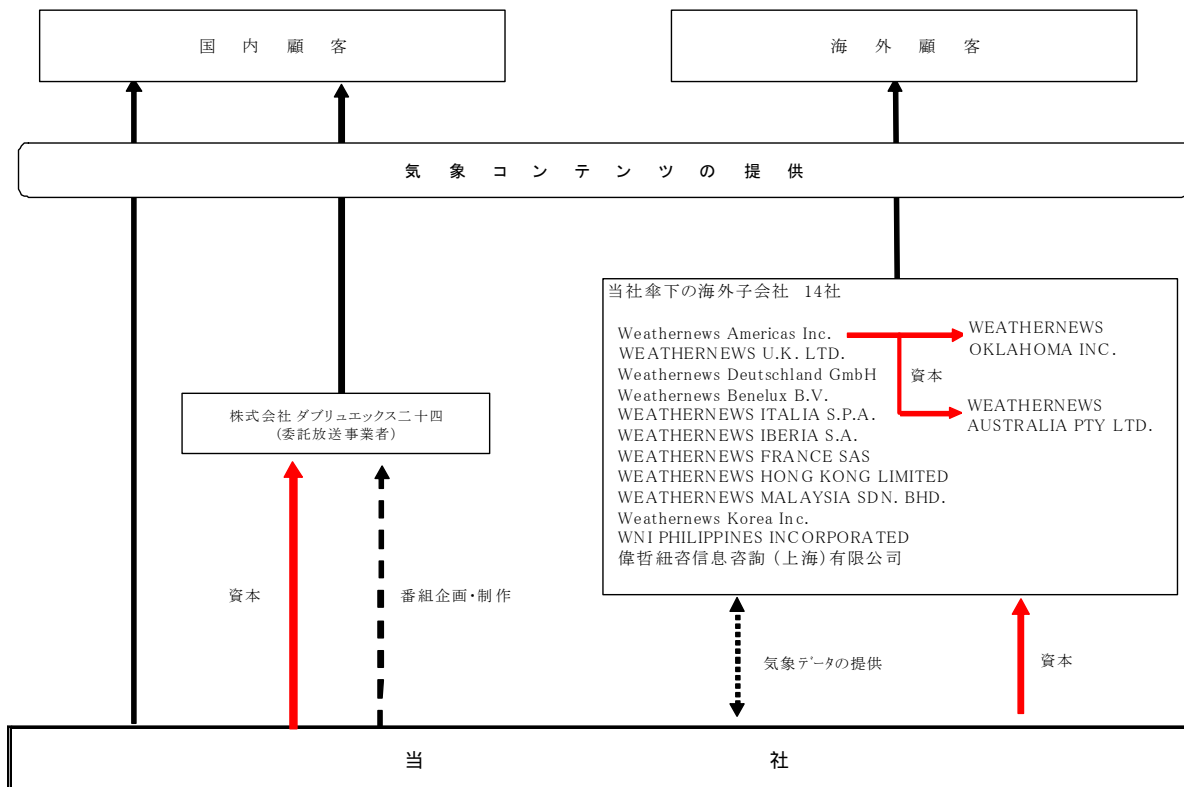 国内顧客
海外顧客
気象コンテンツの提供
当社傘下の海外子会社 14社
Weathernews Americas Inc.
WEATHERNEWS U.K. LTD.
Weathernews Deutschland GmbH
Weathernews Benelux B.V.
WEATHERNEWS ITALIA S.P.A.
WEATHERNEWS IBERIA S.A.
WEATHERNEWS FRANCE SAS
WEATHERNEWS HONG KONG LIMITED
WEATHERNEWS MALAYSIA SDN. BHD.
Weathernews Korea Inc.
WNI PHILIPPINES INCORPORATED
偉哲紐咨信息咨詢(上海)有限公司
資本
WEATHERNEWS
OKLAHOMA INC.
WEATHERNEWS
AUSTRALIA PTY LTD.
株式会社 ダブリュエックス二十四
(委託放送事業者)
資本
番組企画・制作
気象データの提供
資本
当社